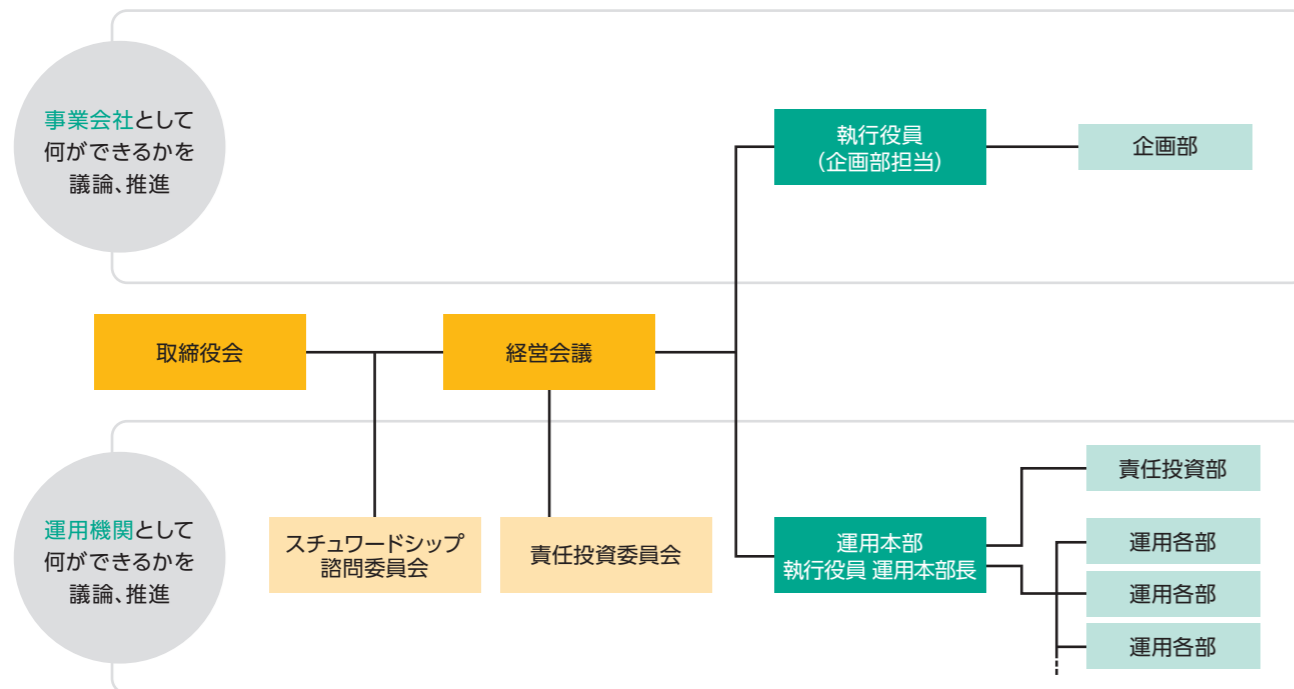 事業会社として
何ができるかを
議論、推進
執行役員
（企画部担当）
企画部
取締役会
経営会議
運用機関として
何ができるかを
議論、推進
スチュワードシップ
諮問委員会
責任投資委員会
運用本部
執行役員 運用本部長
責任投資部
運用各部
運用各部
運用各部